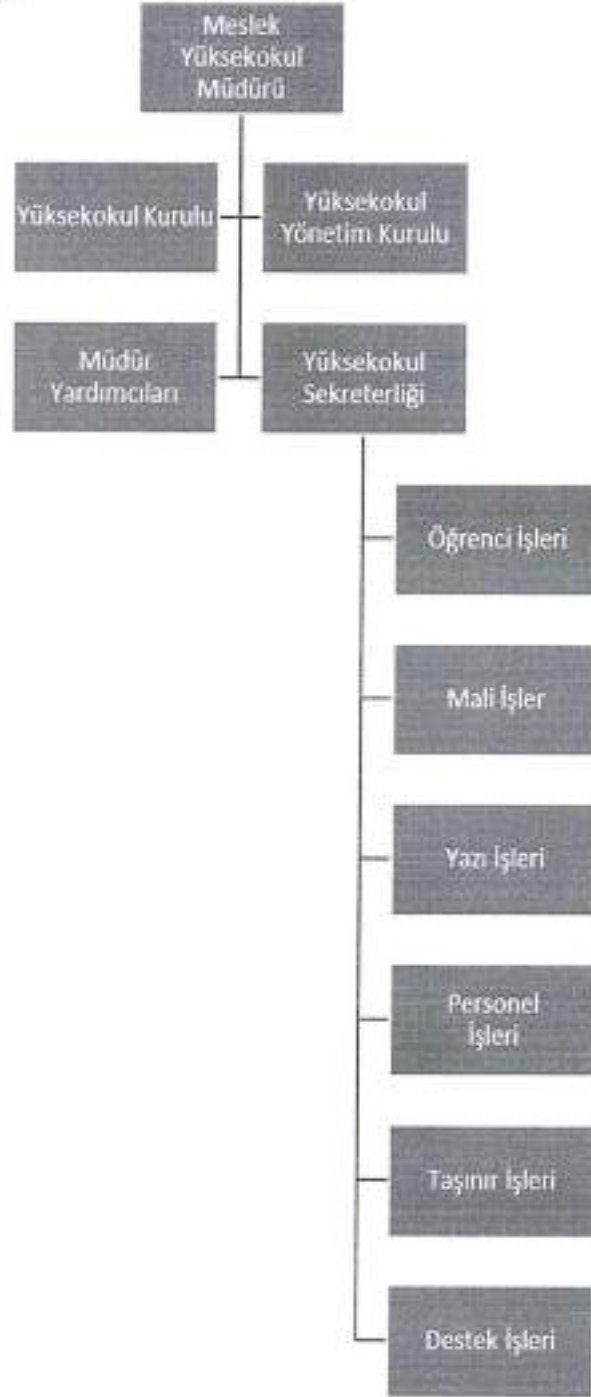 Meslek
Yüksekokul
Müdürü
Yüksekokul Kurulu
Yüksekokul
Yönetim Kurulu
Müdür
Yardımcıları
Yüksekokul
Sekreterliği
Öğrenci İşleri
Mali İşler
Yazı İşleri
Personel
İşleri
Taşınır İşleri
Destek İşleri